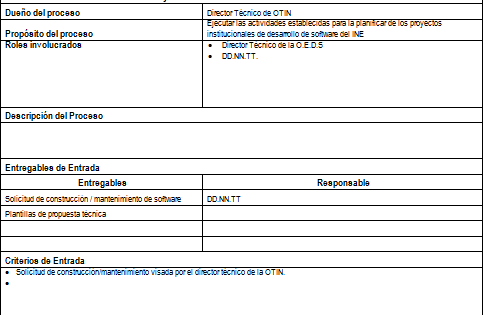 Dueño del proceso Director Técnico de OTIN
Ejecutar las actividades establecidas para la planificar de los proyectos
Propósito del proceso institucionales de desarrollo de software del INE
Roles involucrados • Director Técnico de la O.E.D.S
• DD.NN.TT.
Descripción del Proceso
Entregables de Entrada
Entregables Responsable
Solicitud de construcción / mantenimiento de software DD.NN.TT
Plantillas de propuesta técnica
Criterios de Entrada
• Solicitud de construcción/mantenimiento visada por el director técnico de la OTIN.
•